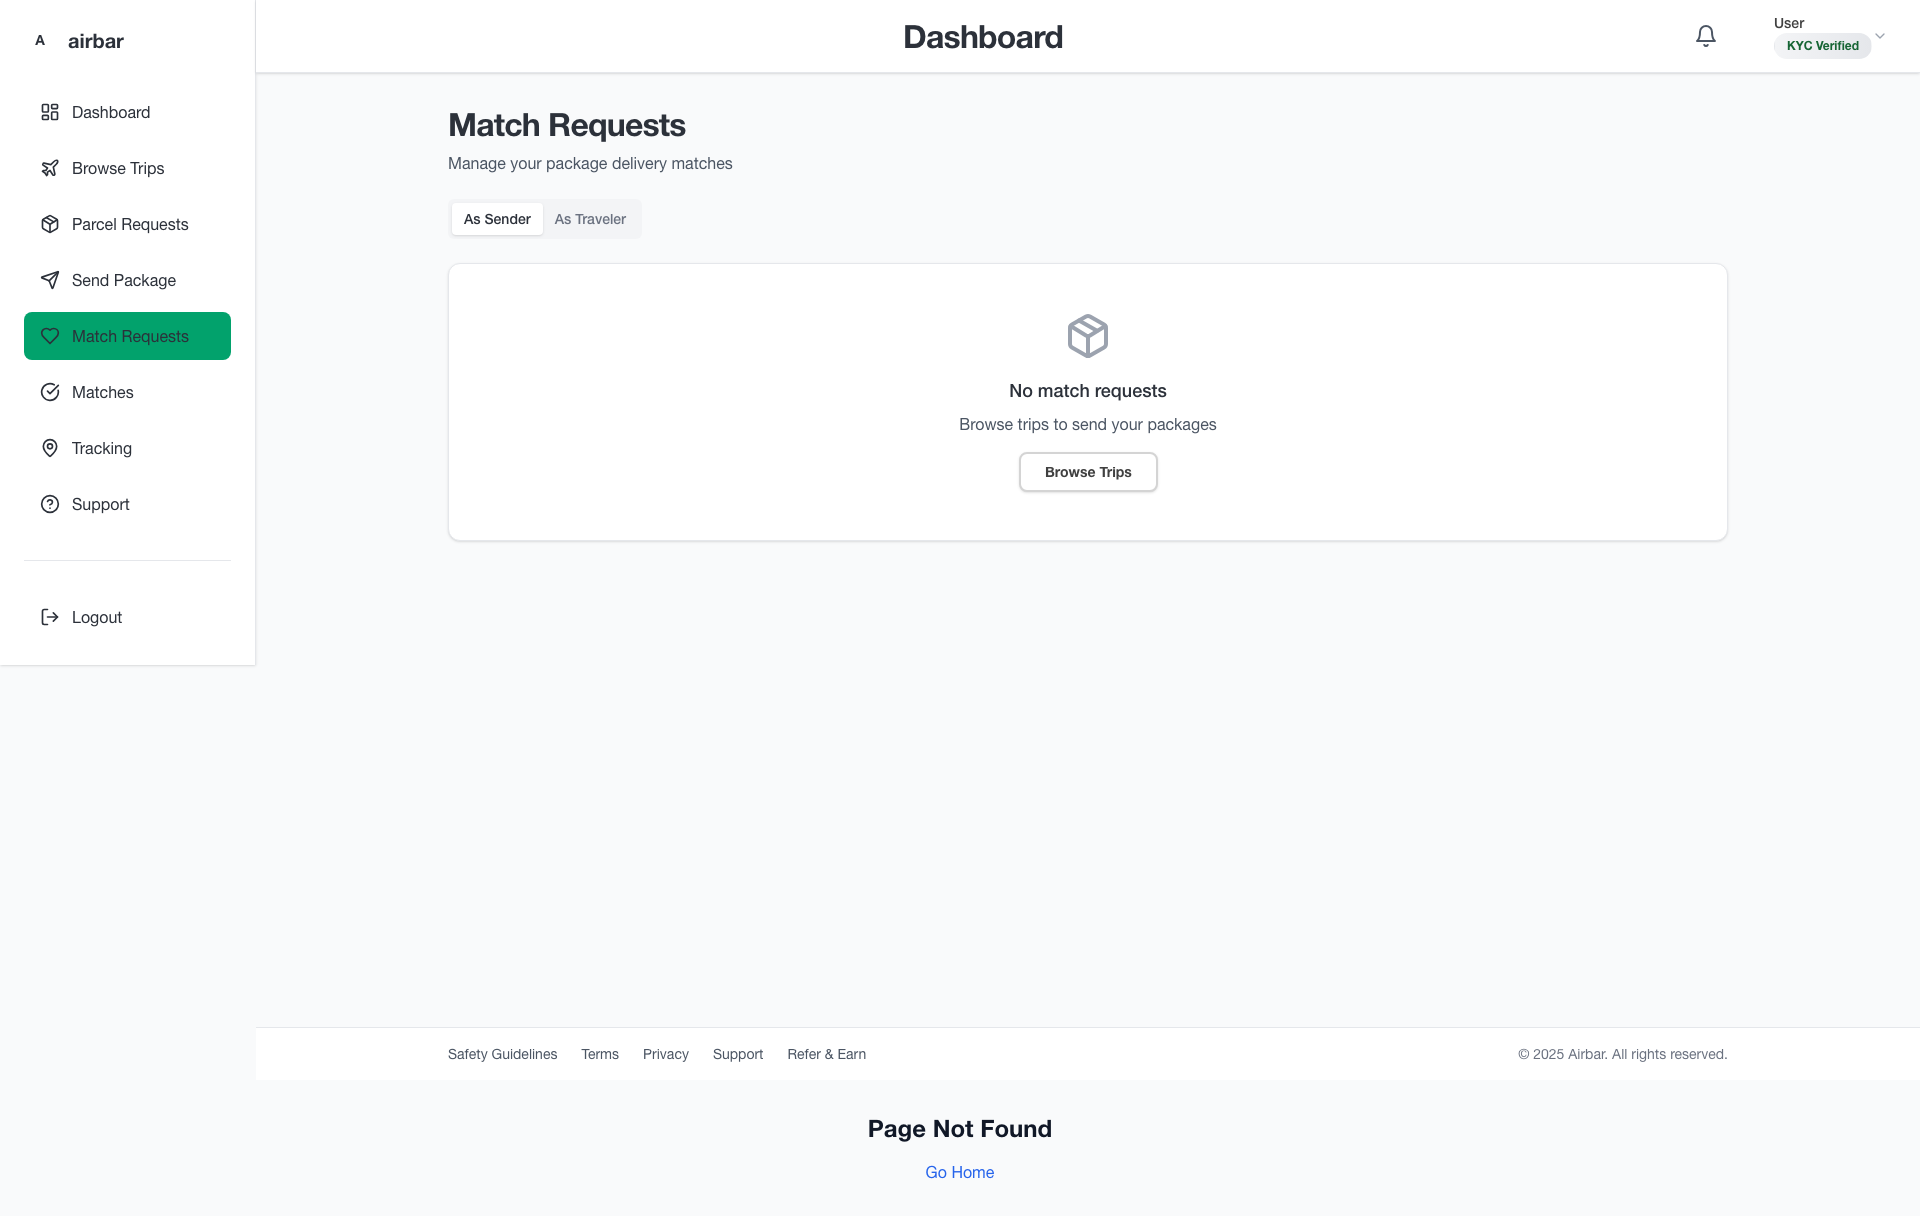 A airbar
Dashboard
User
KYC Verified
Dashboard
Browse Trips
Parcel Requests
Send Package
Match Requests
Matches
Tracking
Support
Logout
Match Requests
Manage your package delivery matches
As Sender As Traveler
No match requests
Browse trips to send your packages
Browse Trips
Safety Guidelines Terms Privacy Support Refer & Earn © 2025 Airbar. All rights reserved.
Page Not Found
Go Home